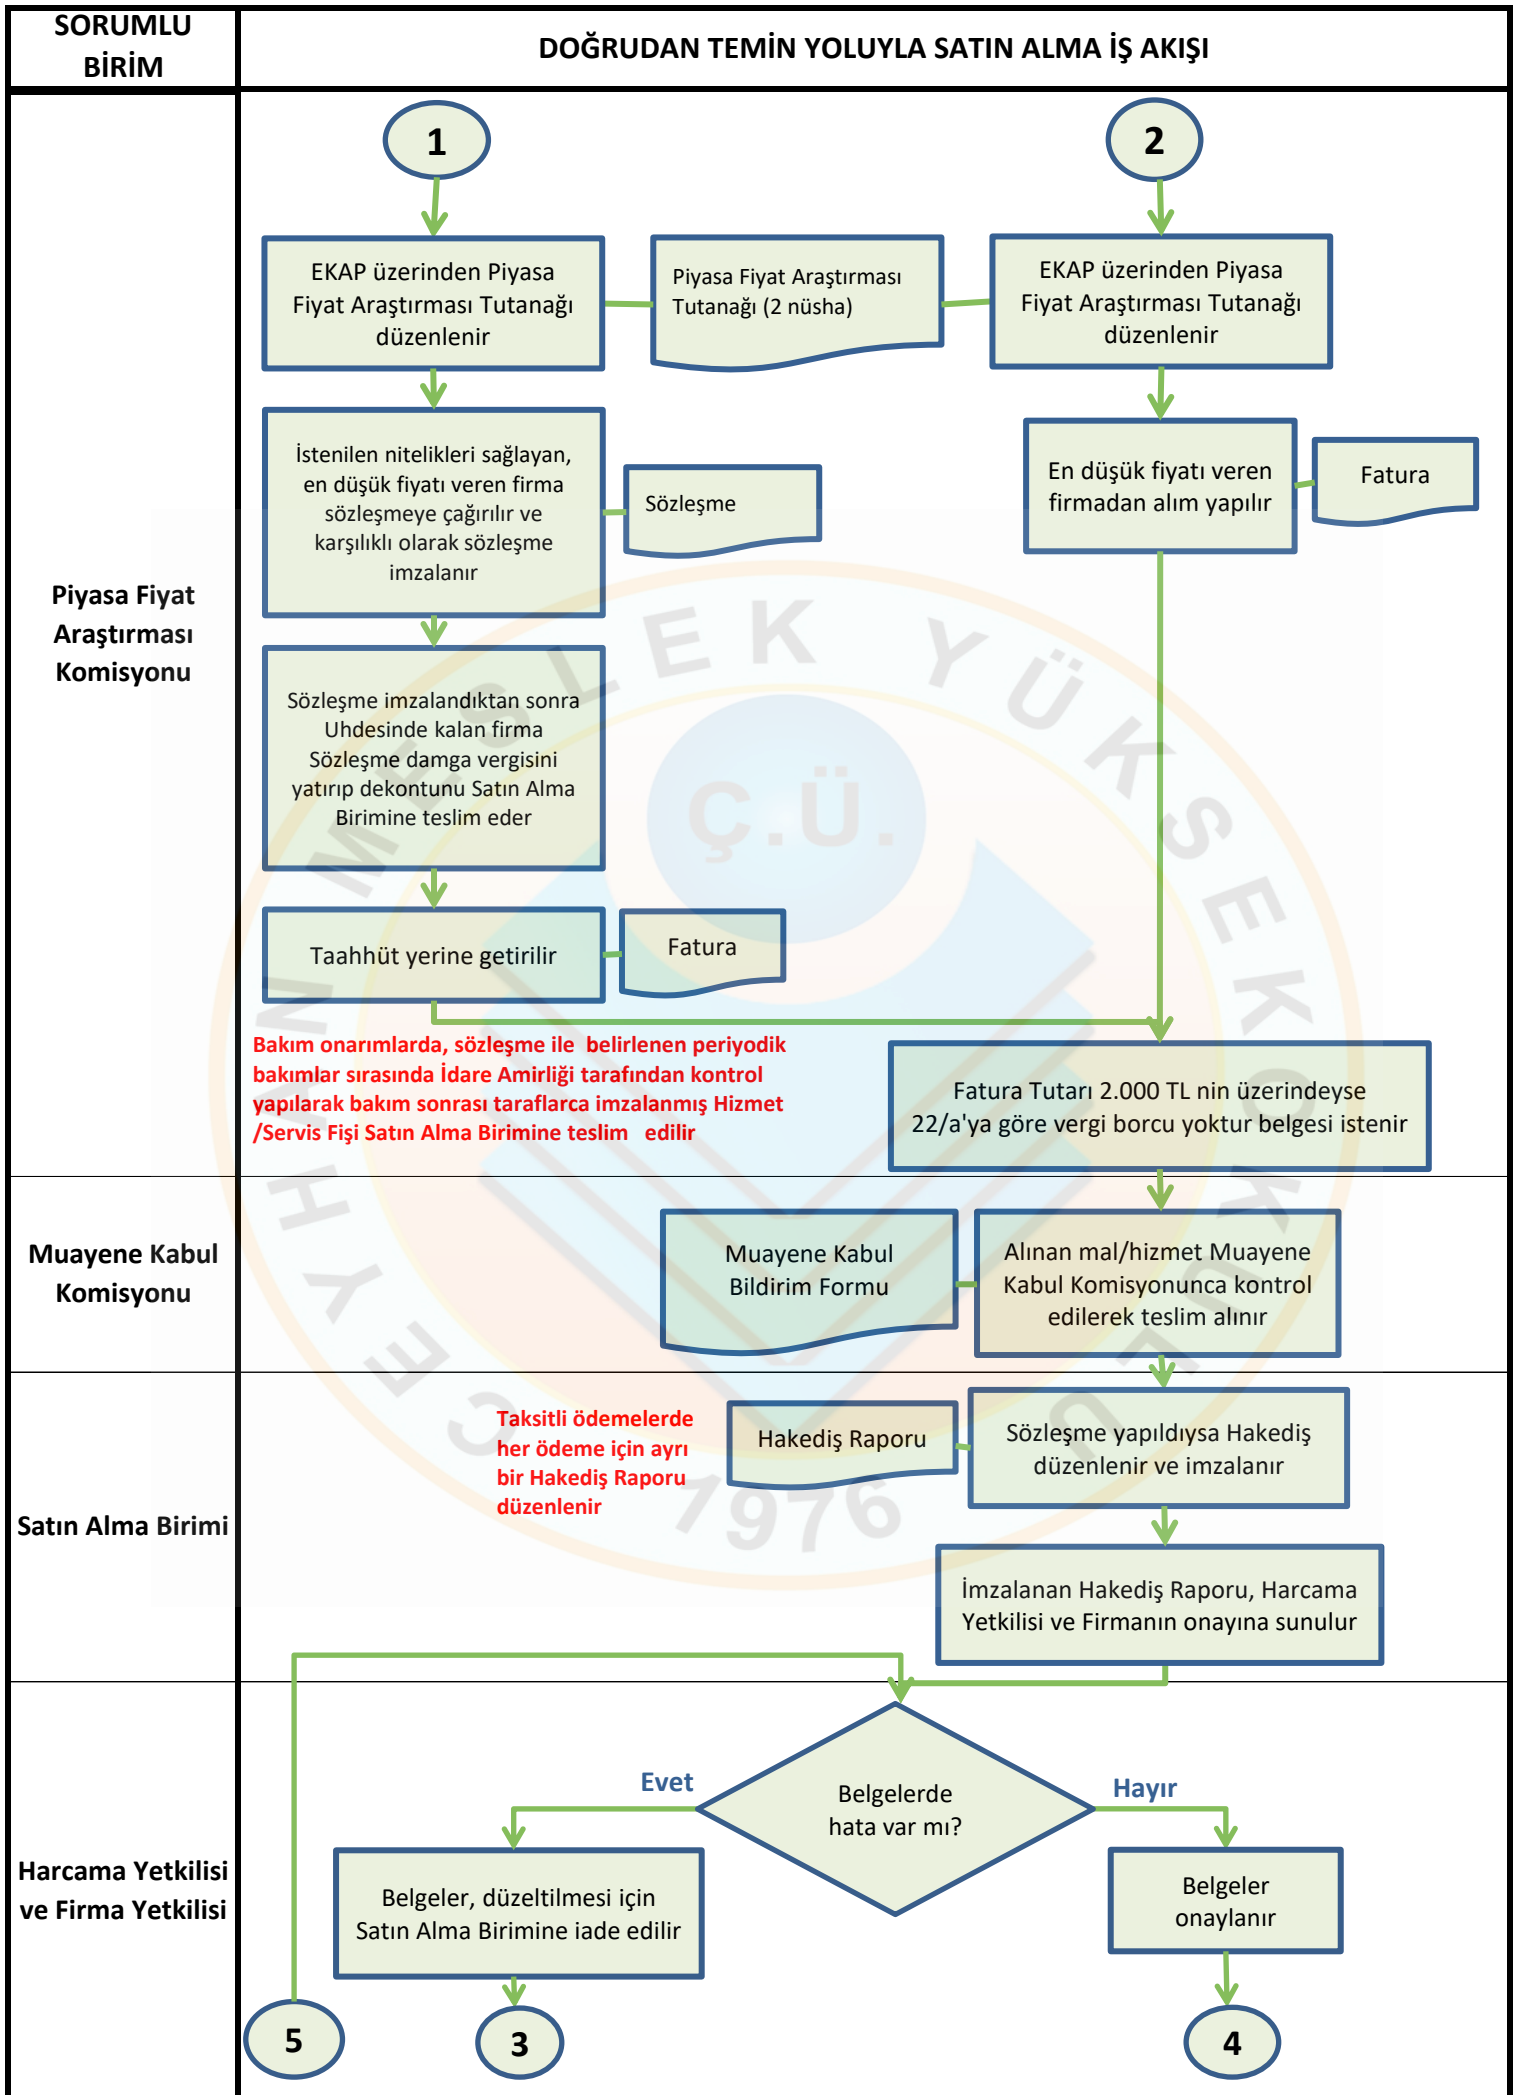 SORUMLU
BİRİM
DOĞRUDAN TEMİN YOLUYLA SATIN ALMA İŞ AKIŞI
1
2
EKAP üzerinden Piyasa
Fiyat Araştırması Tutanağı
düzenlenir
Piyasa Fiyat Araştırması
Tutanağı (2 nüsha)
EKAP üzerinden Piyasa
Fiyat Araştırması Tutanağı
düzenlenir
İstenilen nitelikleri sağlayan,
en düşük fiyatı veren firma
sözleşmeye çağırılır ve
karşılıklı olarak sözleşme
imzalanır
Sözleşme
En düşük fiyatı veren
firmadan alım yapılır
Fatura
Piyasa Fiyat
Araştırması
Komisyonu
Sözleşme imzalandıktan sonra
Uhdesinde kalan firma
Sözleşme damga vergisini
yatırıp dekontunu Satın Alma
Birimine teslim eder
Taahhüt yerine getirilir
Fatura
Bakım onarımlarda, sözleşme ile  belirlenen periyodik
bakımlar sırasında İdare Amirliği tarafından kontrol
yapılarak bakım sonrası taraflarca imzalanmış Hizmet
/Servis Fişi Satın Alma Birimine teslim   edilir
Fatura Tutarı 2.000 TL nin üzerindeyse
22/a'ya göre vergi borcu yoktur belgesi istenir
Muayene Kabul
Komisyonu
Muayene Kabul
Bildirim Formu
Alınan mal/hizmet Muayene
Kabul Komisyonunca kontrol
edilerek teslim alınır
Satın Alma Birimi
Taksitli ödemelerde
her ödeme için ayrı
bir Hakediş Raporu
düzenlenir
Hakediş Raporu
Sözleşme yapıldıysa Hakediş
düzenlenir ve imzalanır
İmzalanan Hakediş Raporu, Harcama
Yetkilisi ve Firmanın onayına sunulur
Harcama Yetkilisi
ve Firma Yetkilisi
Evet
Belgelerde
hata var mı?
Hayır
Belgeler, düzeltilmesi için
Satın Alma Birimine iade edilir
Belgeler
onaylanır
5
3
4
CEYHAN MESLEK YÜKSEKOKULU
Ç.Ü.
1976